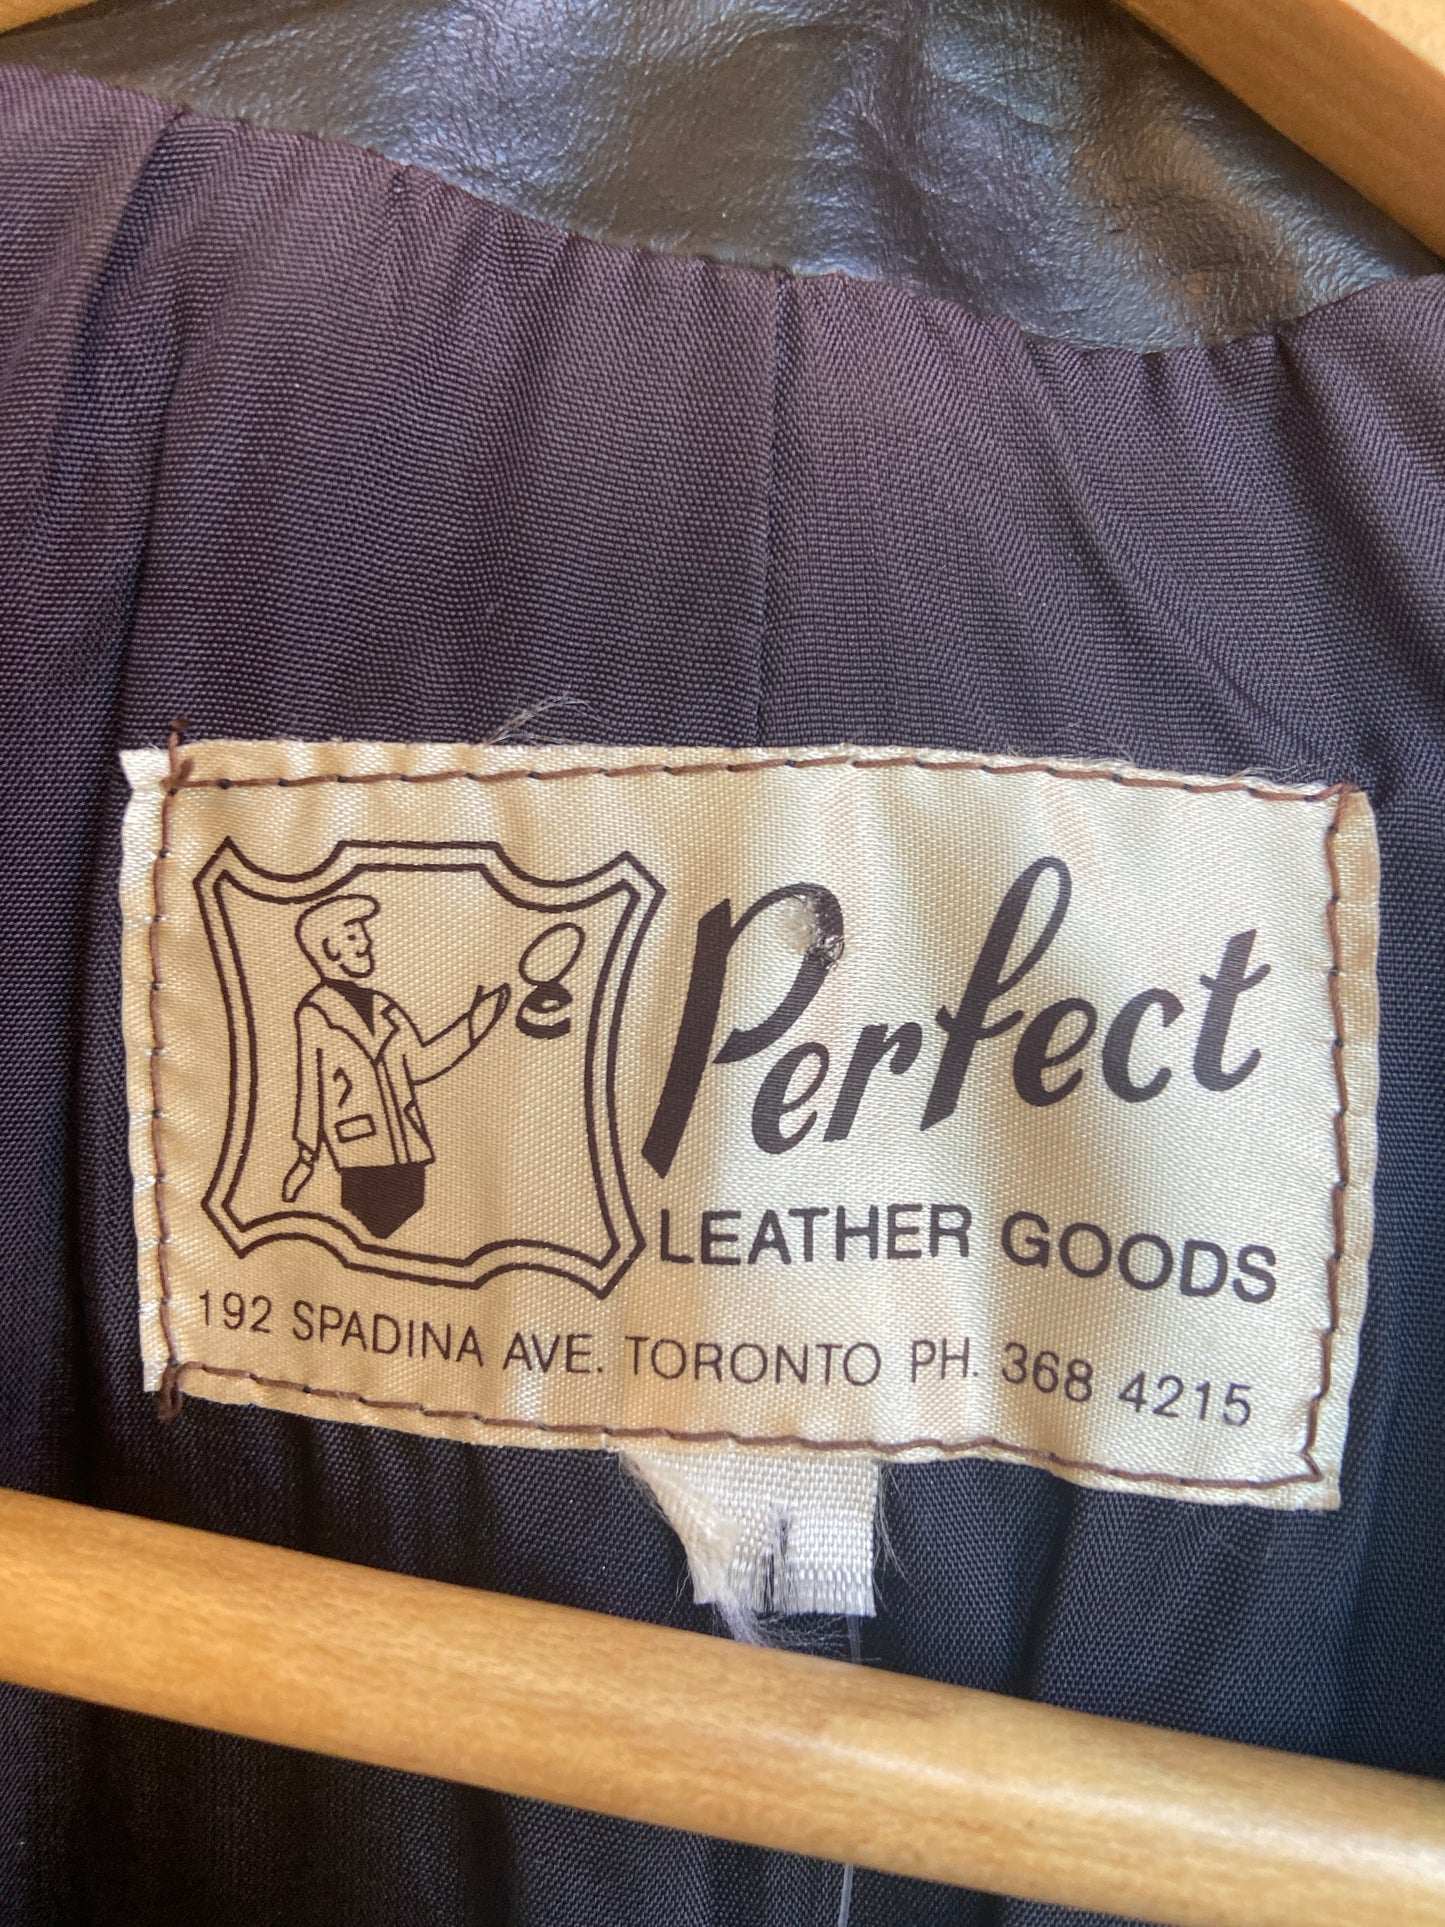 Perfect
LEATHER GOODS
192 SPADINA AVE. TORONTO PH. 368 4215